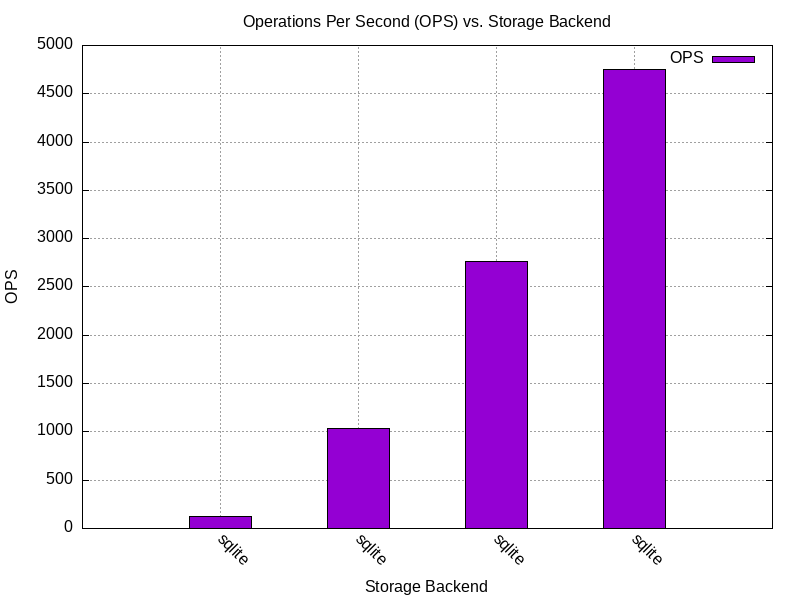 Operations Per Second (OPS) vs. Storage Backend
5000
4500
4000
3500
3000
2500
2000
1500
1000
500
0
OPS
OPS
sqlite
sqlite
sqlite
sqlite
Storage Backend